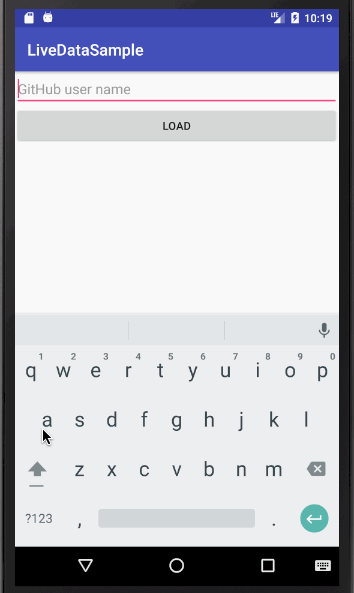 LTE 10:19
LiveDataSample
GitHub user name
LOAD
1 2 3 4 5 6 7 8 9 0
q w e r t y u i o p
a s d f g h j k l
z x c v b n m
?123 , .